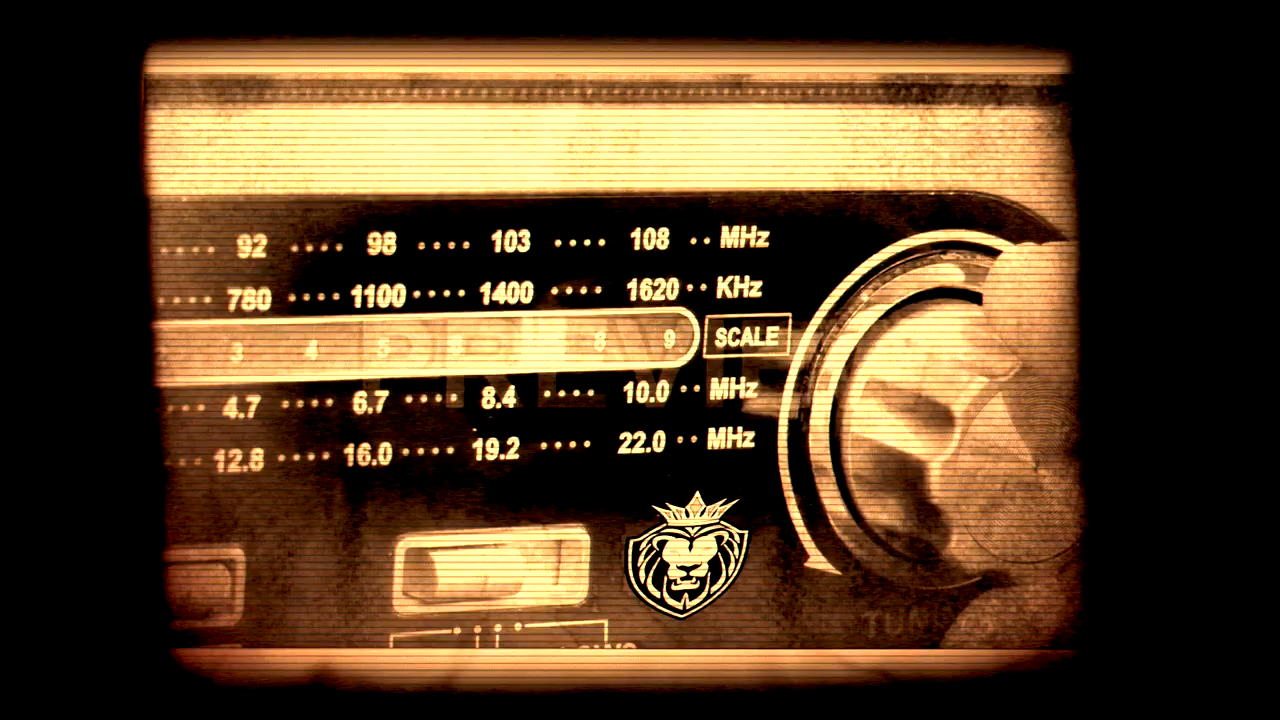 92 98 103 108 MHz
780 1100 1400 1620 KHz
3 4 5 6 8 9 SCALE
4.7 6.7 8.4 10.0 MHz
12.8 16.0 19.2 22.0 MHz